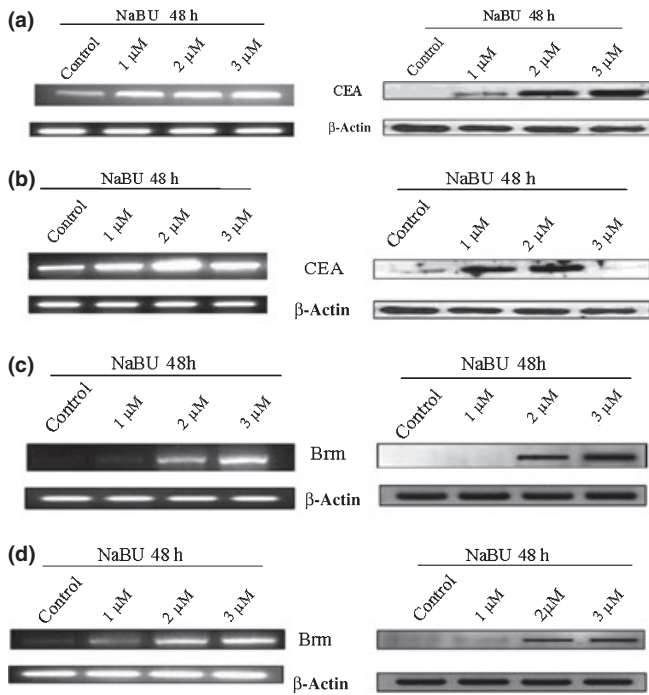 (a)
NaBU 48 h
Control
1 µM
2 µM
3 µM
NaBU 48 h
Control
1 µM
2 µM
3 µM
CEA
β-Actin
(b)
NaBU 48 h
Control
1 µM
2 µM
3 µM
NaBU 48 h
Control
1 µM
2 µM
3 µM
CEA
β-Actin
(c)
NaBU 48h
Control
1 µM
2 µM
3 µM
NaBU 48h
Control
1 µM
2 µM
3 µM
Brm
β-Actin
(d)
NaBU 48 h
Control
1 µM
2 µM
3 µM
NaBU 48 h
Control
1 µM
2µM
3 µM
Brm
β-Actin